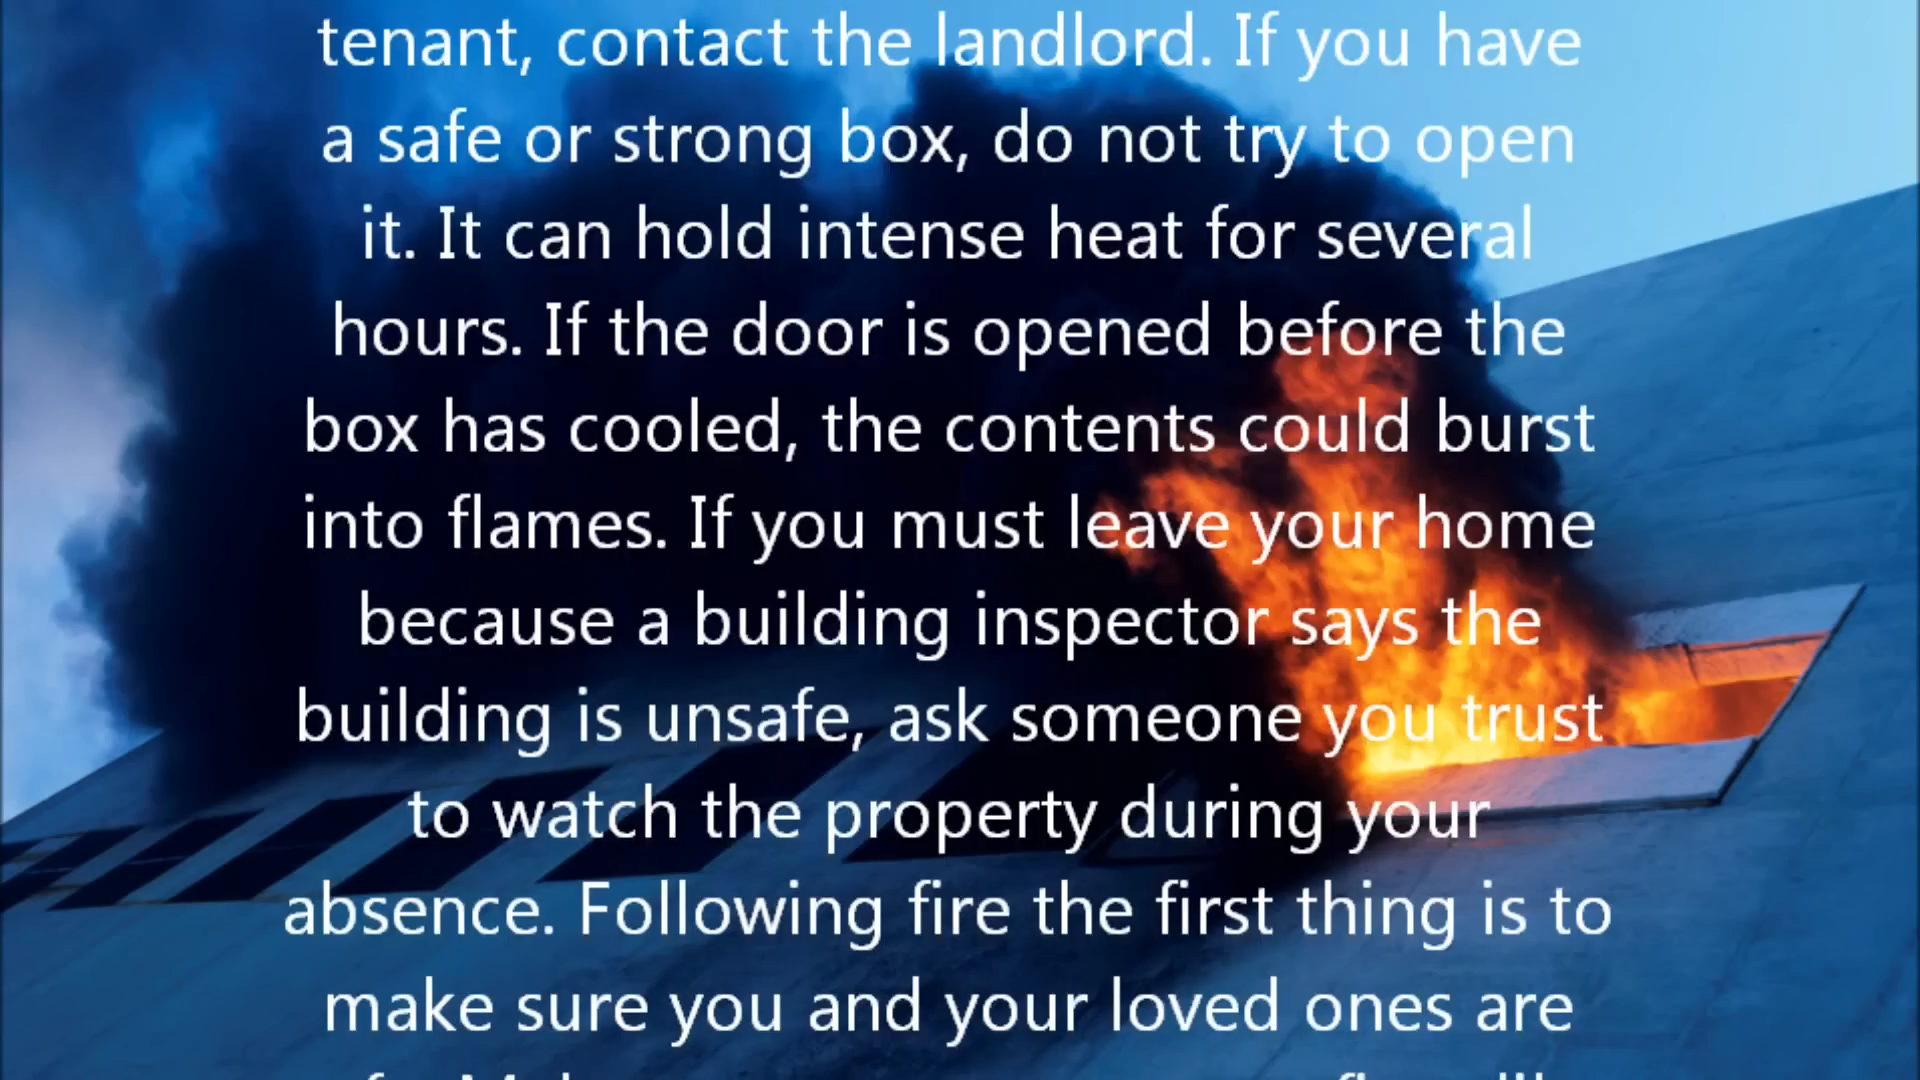 tenant, contact the landlord. If you have
a safe or strong box, do not try to open
it. It can hold intense heat for several
hours. If the door is opened before the
box has cooled, the contents could burst
into flames. If you must leave your home
because a building inspector says the
building is unsafe, ask someone you trust
to watch the property during your
absence. Following fire the first thing is to
make sure you and your loved ones are